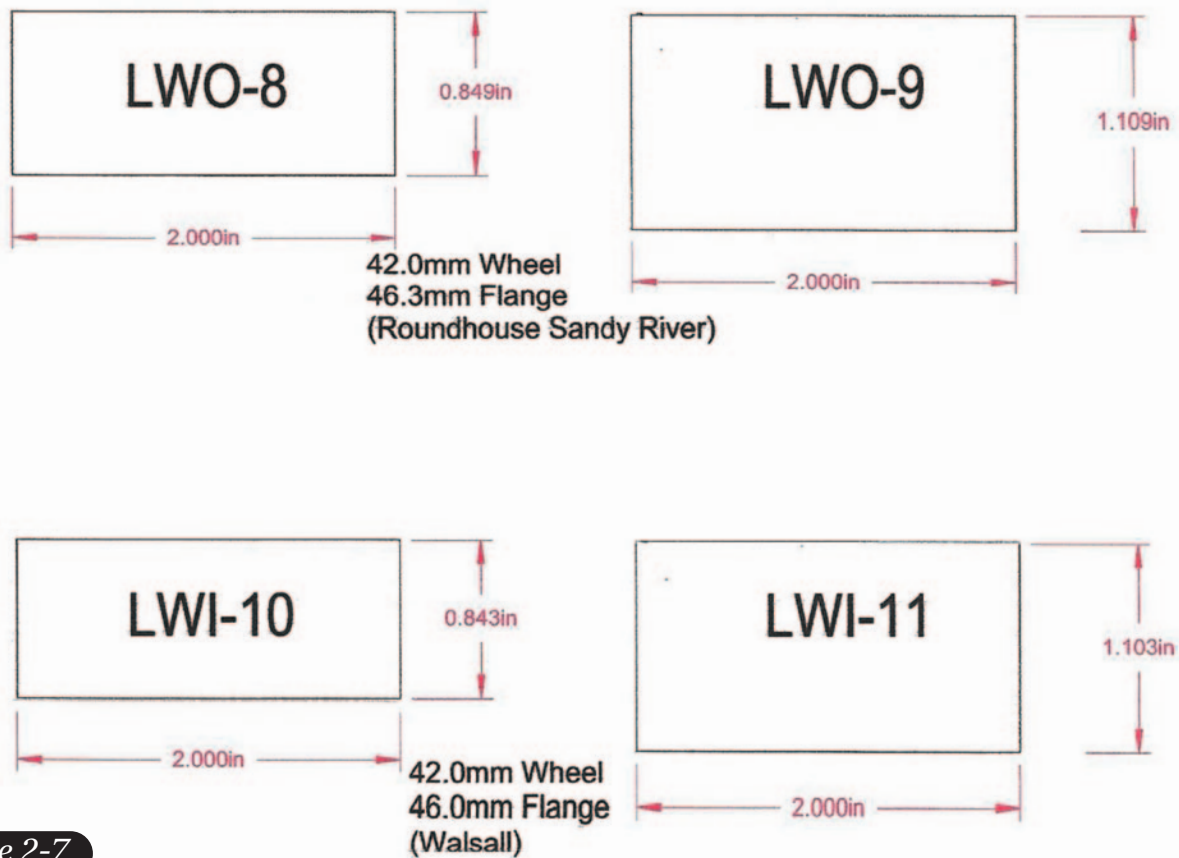 LWO-8
0.849in
2.000in
LWO-9
1.109in
2.000in
42.0mm Wheel
46.3mm Flange
(Roundhouse Sandy River)
LWI-10
0.843in
2.000in
LWI-11
1.103in
2.000in
42.0mm Wheel
46.0mm Flange
(Walsall)
2-7